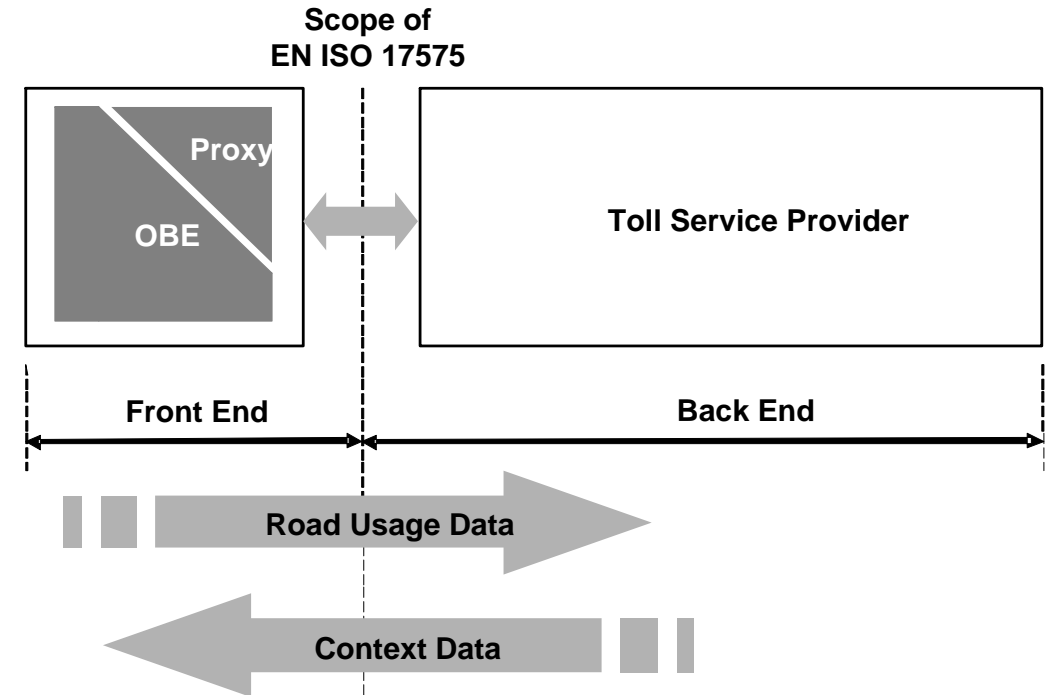 Scope of
EN ISO 17575
Proxy
OBE
Toll Service Provider
Front End
Back End
Road Usage Data
Context Data